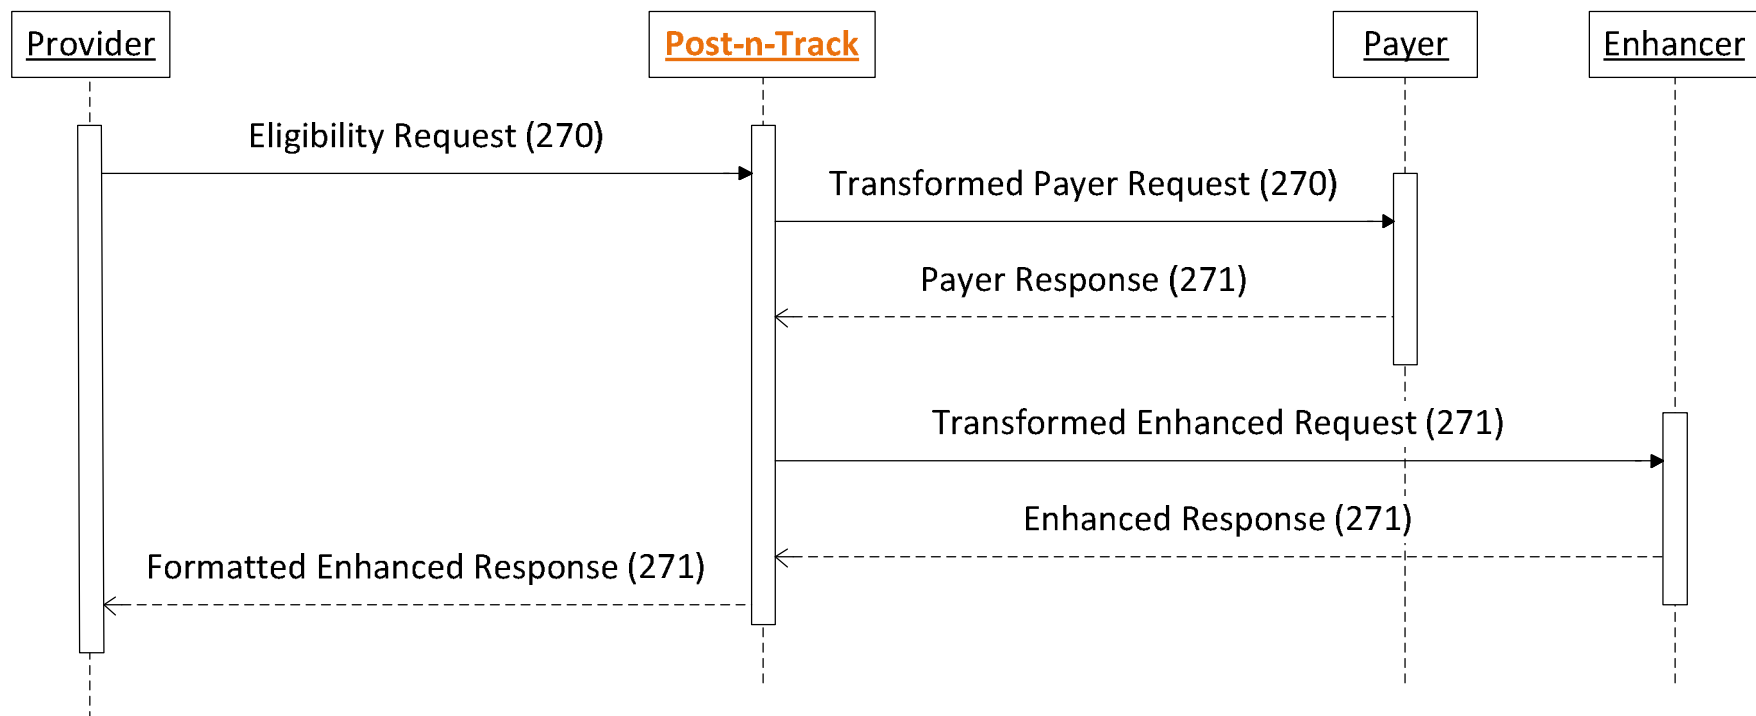 Provider
Post-n-Track
Payer
Enhancer
Eligibility Request (270)
Transformed Payer Request (270)
Payer Response (271)
Transformed Enhanced Request (271)
Enhanced Response (271)
Formatted Enhanced Response (271)